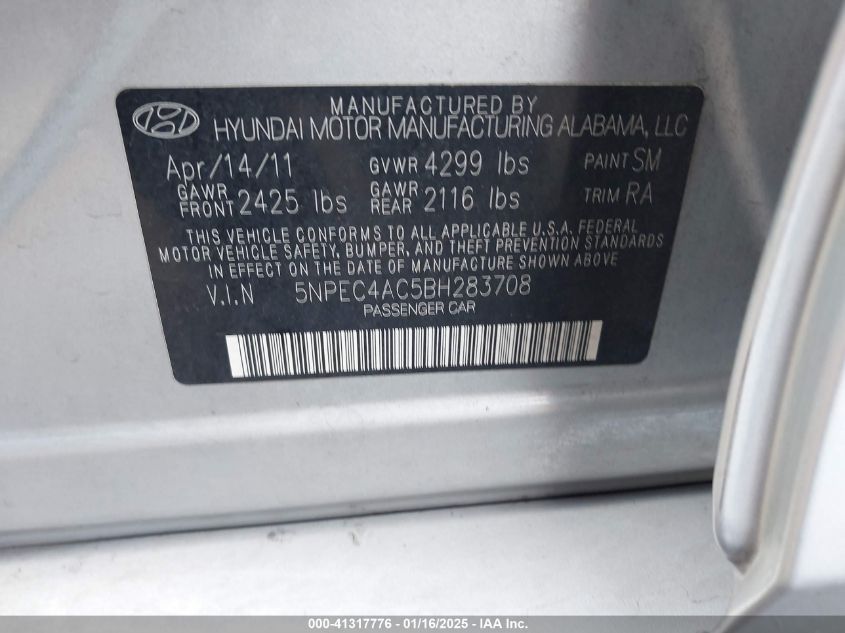 MANUFACTURED BY
HYUNDAI MOTOR MANUFACTURING ALABAMA, LLC
Apr/14/11 GVWR 4299 lbs PAINT SM
GAWR FRONT 2425 lbs GAWR REAR 2116 lbs TRIM RA
THIS VEHICLE CONFORMS TO ALL APPLICABLE U.S.A. FEDERAL
MOTOR VEHICLE SAFETY, BUMPER, AND THEFT PREVENTION STANDARDS
IN EFFECT ON THE DATE OF MANUFACTURE SHOWN ABOVE
V.I.N 5NPEC4AC5BH283708
PASSENGER CAR
000-41317776 - 01/16/2025 - IAA Inc.